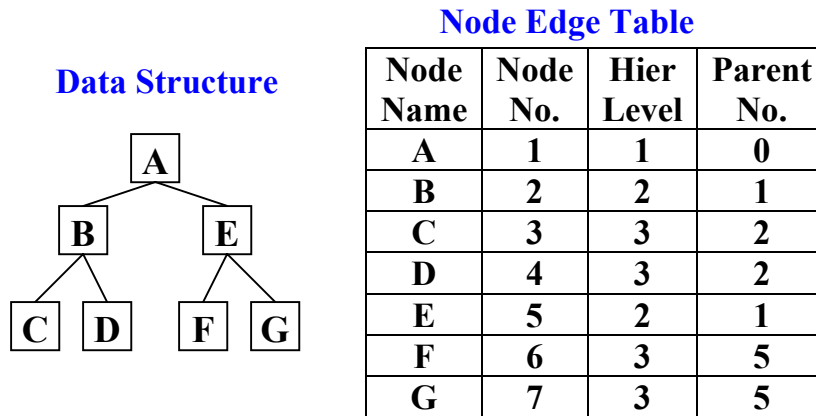 Data Structure
A
B E
C D F G
Node Edge Table
Node Name Node No. Hier Level Parent No.
A 1 1 0
B 2 2 1
C 3 3 2
D 4 3 2
E 5 2 1
F 6 3 5
G 7 3 5